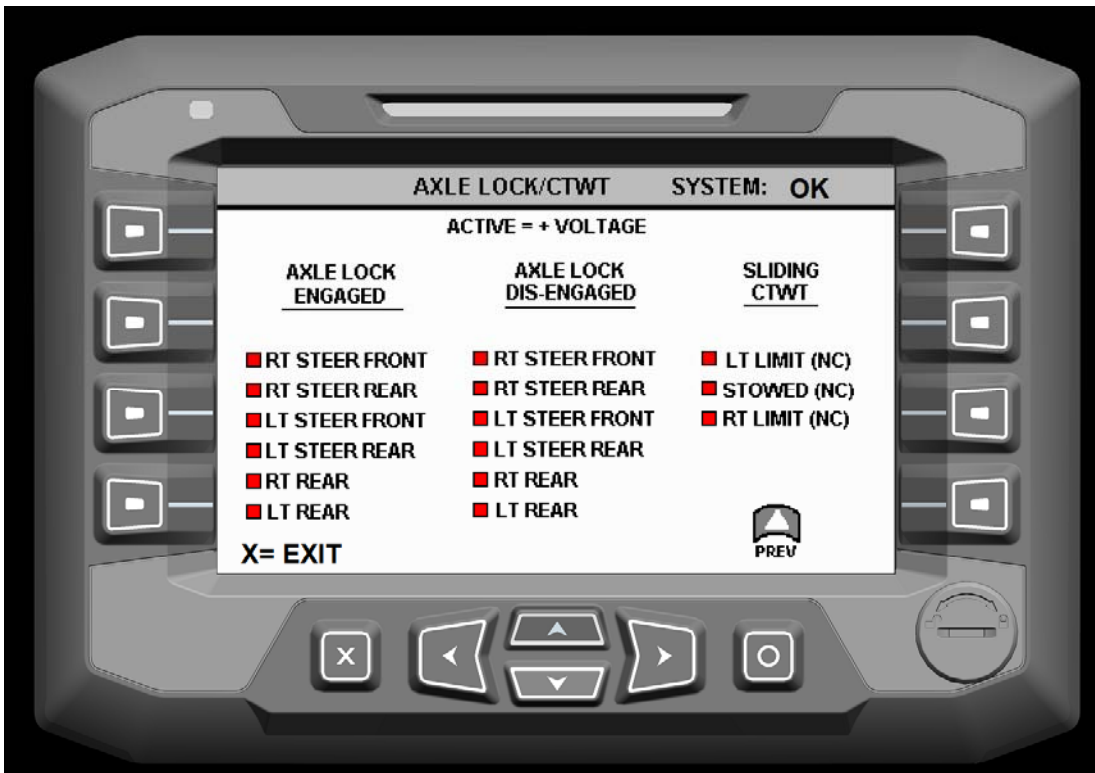 AXLE LOCK/CTWT SYSTEM: OK
ACTIVE = + VOLTAGE
AXLE LOCK
ENGAGED
RT STEER FRONT
RT STEER REAR
LT STEER FRONT
LT STEER REAR
RT REAR
LT REAR
AXLE LOCK
DIS-ENGAGED
RT STEER FRONT
RT STEER REAR
LT STEER FRONT
LT STEER REAR
RT REAR
LT REAR
SLIDING
CTWT
LT LIMIT (NC)
STOWED (NC)
RT LIMIT (NC)
PREV
X= EXIT
X
O